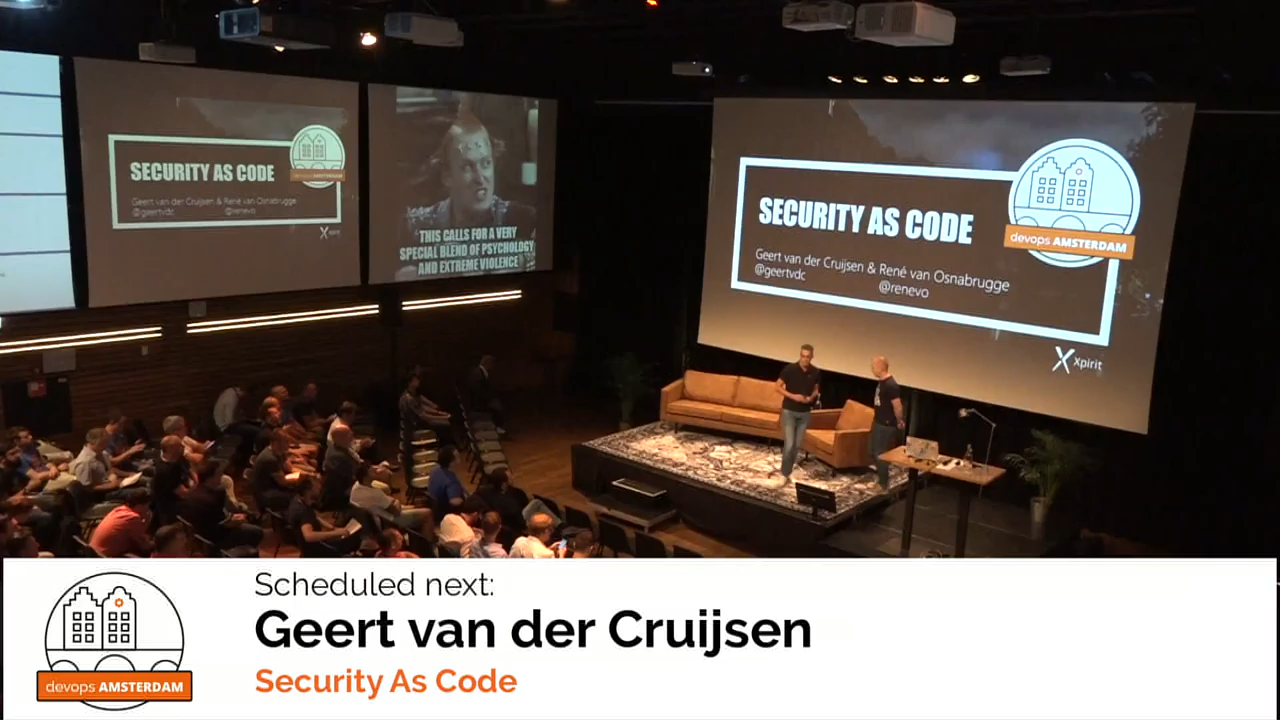 SECURITY AS CODE
Geert van der Cruijsen & René van Osnabrugge
@geertvdc @renevo
devops AMSTERDAM
Xpirit
THIS CALLS FOR A VERY
SPECIAL BLEND OF PSYCHOLOGY
AND EXTREME VIOLENCE
SECURITY AS CODE
devops AMSTERDAM
Geert van der Cruijsen & René van Osnabrugge
@geertvdc @renevo
Xpirit
Scheduled next:
Geert van der Cruijsen
Security As Code
devops AMSTERDAM